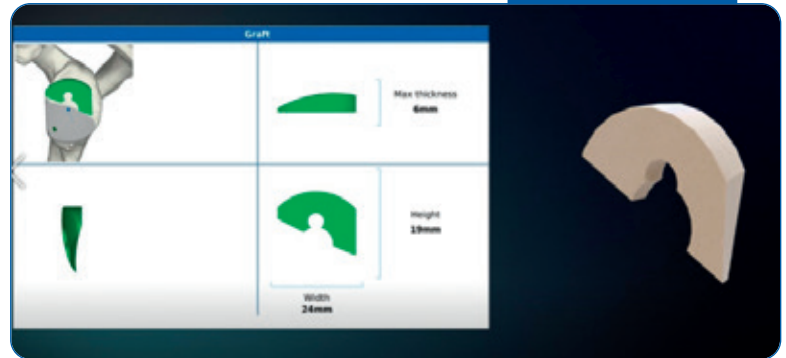 Graft
Max thickness
6mm
Height
19mm
Width
24mm